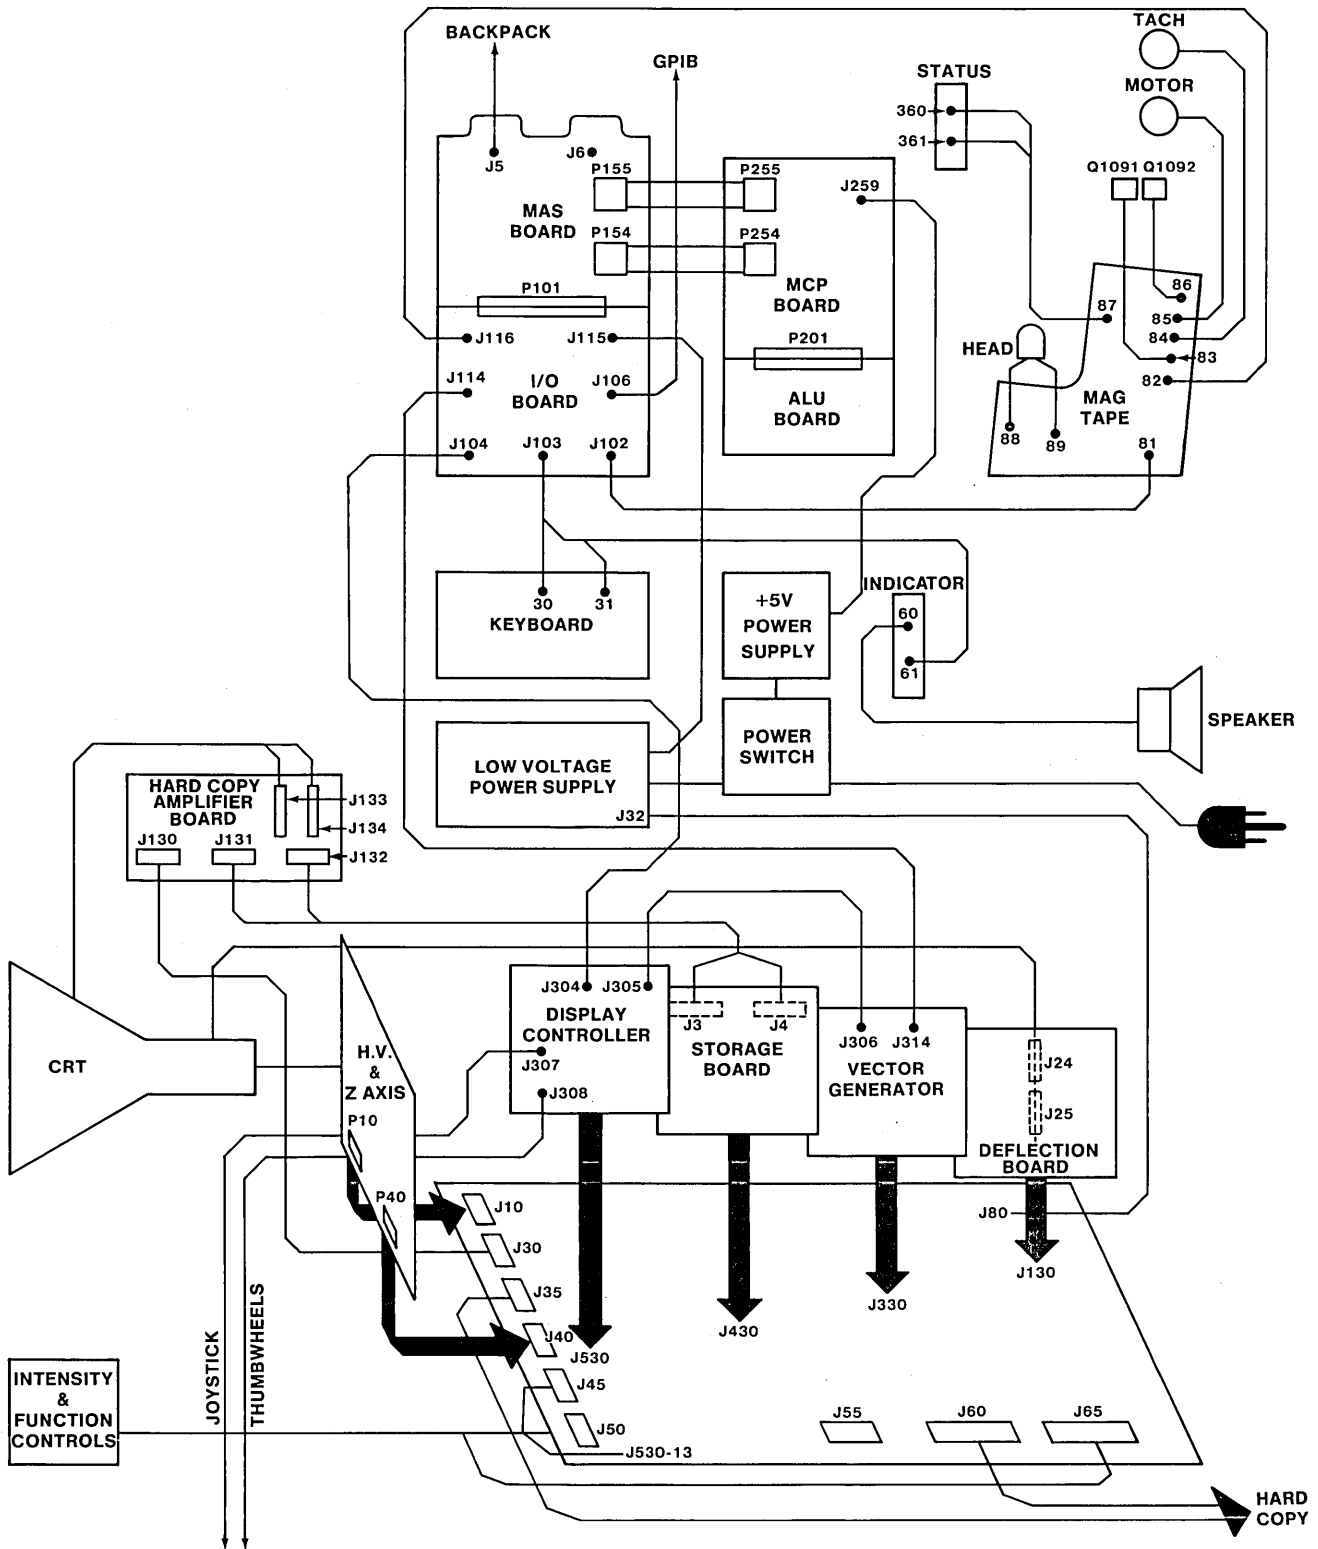 BACKPACK
GPIB
TACH
STATUS
MOTOR
360
361
J5
J6
P155
P255
J259
Q1091 Q1092
MAS
BOARD
P154
P254
P101
MCP
BOARD
86
87
85
84
83
82
J116
J115
P201
HEAD
J114
I/O
BOARD
J106
ALU
BOARD
MAG
TAPE
88
89
81
J104
J103
J102
30
31
KEYBOARD
+5V
POWER
SUPPLY
INDICATOR
60
61
SPEAKER
POWER
SWITCH
LOW VOLTAGE
POWER SUPPLY
J32
HARD COPY
AMPLIFIER
BOARD
J133
J134
J130
J131
J132
J304
J305
DISPLAY
CONTROLLER
J307
J308
J3
J4
STORAGE
BOARD
J306
J314
VECTOR
GENERATOR
J24
J25
DEFLECTION
BOARD
CRT
H.V.
&
Z AXIS
P10
P40
J10
J30
J35
J40
J45
J50
J80
J130
J330
J430
J530
J55
J60
J65
J530-13
JOYSTICK
THUMBWHEELS
INTENSITY
&
FUNCTION
CONTROLS
HARD
COPY